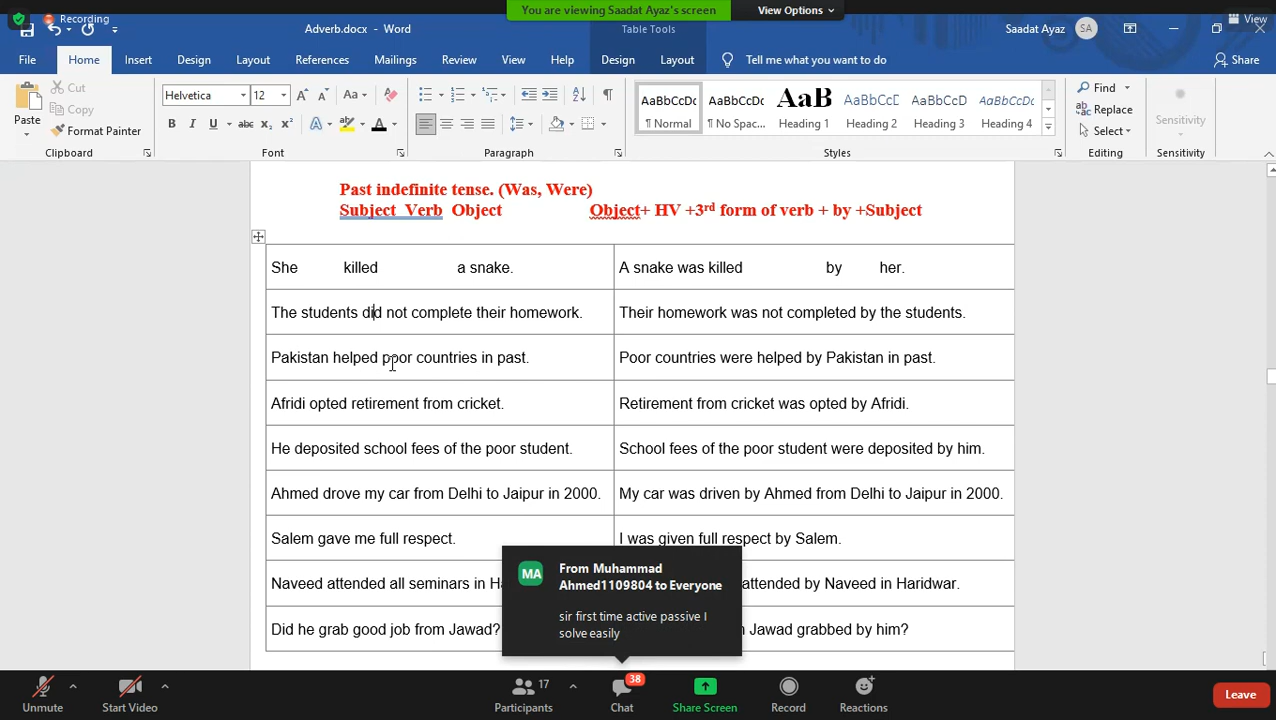 Recording
You are viewing Saadat Ayaz's screen
View Options
View
Adverb.docx - Word
Table Tools
Saadat Ayaz
SA
File
Home
Insert
Design
Layout
References
Mailings
Review
View
Help
Design
Layout
Tell me what you want to do
Share
Paste
Cut
Copy
Format Painter
Clipboard
Helvetica
12
Font
Paragraph
AaBbCcDc
¶ Normal
AaBbCcDc
¶ No Spac...
AaB
Heading 1
AaBbCcDc
Heading 2
AaBbCcD
Heading 3
AaBbCcD
Heading 4
Styles
Find
Replace
Select
Editing
Sensitivity
Sensitivity
Past indefinite tense. (Was, Were)
Subject Verb Object Object+ HV +3rd form of verb + by +Subject
She killed a snake. A snake was killed by her.
The students did not complete their homework. Their homework was not completed by the students.
Pakistan helped poor countries in past. Poor countries were helped by Pakistan in past.
Afridi opted retirement from cricket. Retirement from cricket was opted by Afridi.
He deposited school fees of the poor student. School fees of the poor student were deposited by him.
Ahmed drove my car from Delhi to Jaipur in 2000. My car was driven by Ahmed from Delhi to Jaipur in 2000.
Salem gave me full respect. I was given full respect by Salem.
Naveed attended all seminars in Ha attended by Naveed in Haridwar.
Did he grab good job from Jawad? Jawad grabbed by him?
MA
From Muhammad
Ahmed1109804 to Everyone
sir first time active passive I
solve easily
Unmute
Start Video
17
Participants
38
Chat
Share Screen
Record
Reactions
Leave